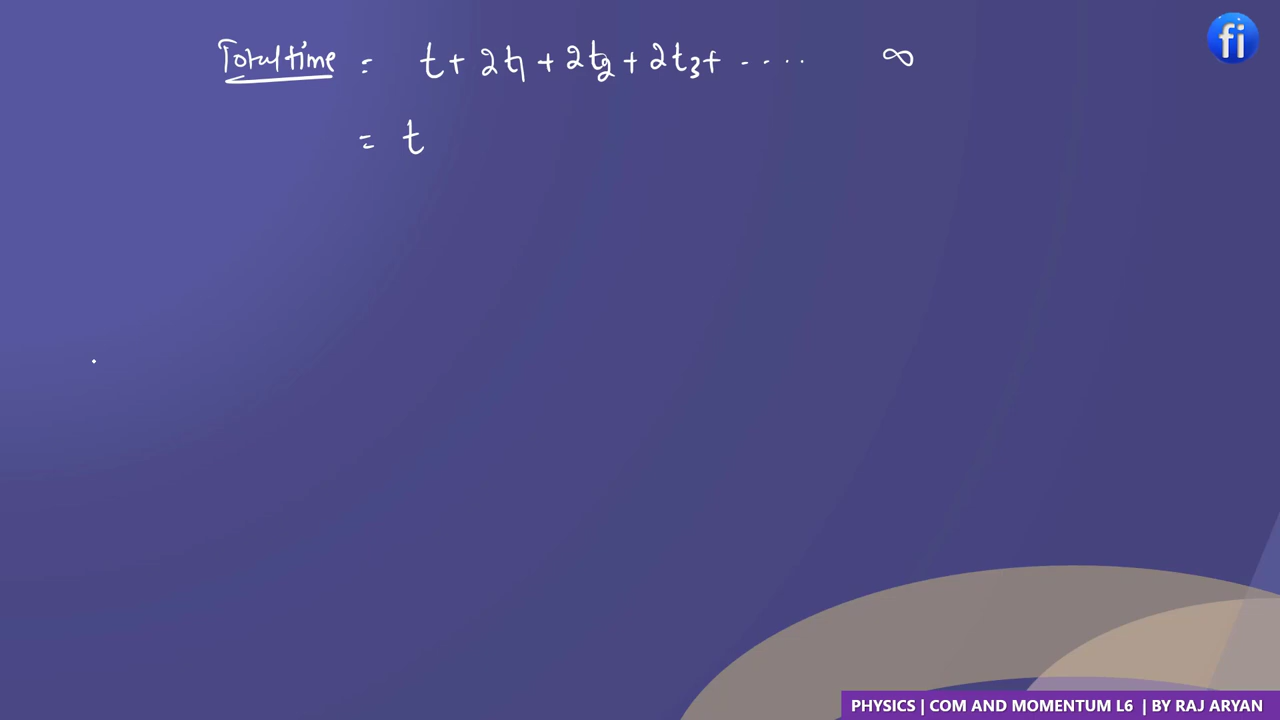 fi
Total time = t + 2t1 + 2t2 + 2t3 + ..... ∞
= t
PHYSICS | COM AND MOMENTUM L6 | BY RAJ ARYAN